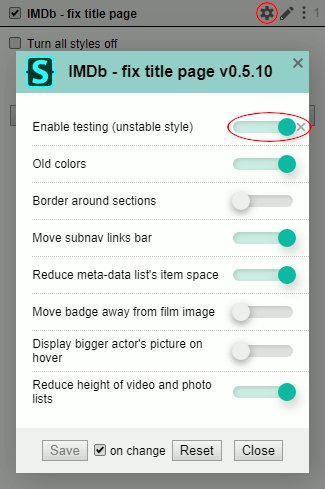 IMDb - fix title page
1
Turn all styles off
IMDb - fix title page v0.5.10
Enable testing (unstable style)
Old colors
Border around sections
Move subnav links bar
Reduce meta-data list's item space
Move badge away from film image
Display bigger actor's picture on
hover
Reduce height of video and photo
lists
Save on change Reset Close